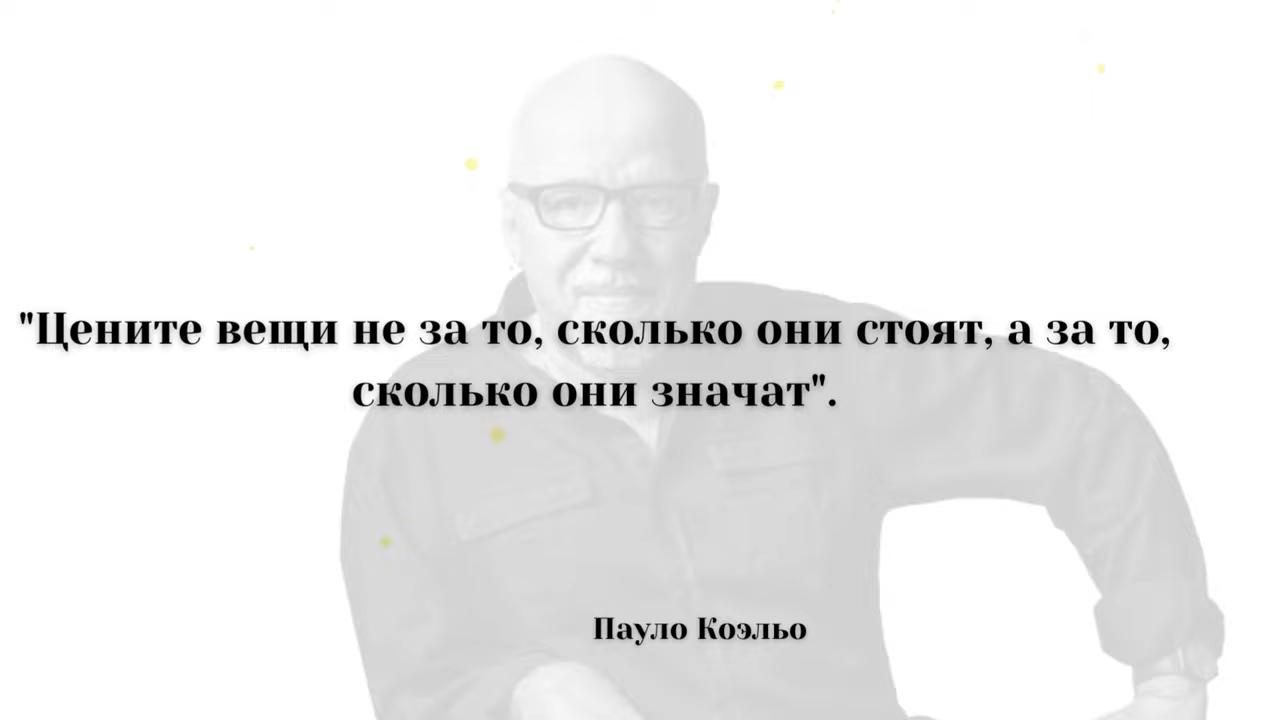 "Цените вещи не за то, сколько они стоят, а за то,
сколько они значат".
Пауло Коэльо